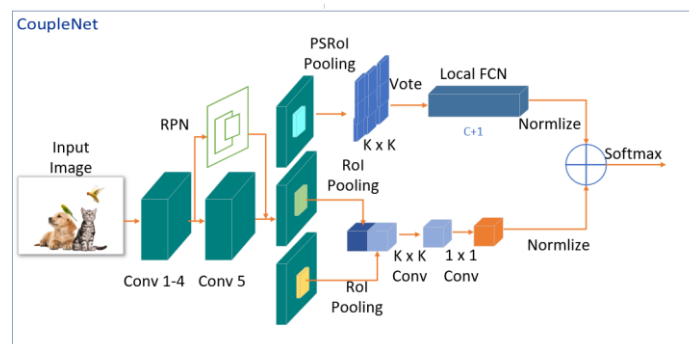 CoupleNet
PSRoI
Pooling
Vote
Local FCN
RPN
K x K
C+1
Normlize
Input
Image
RoI
Pooling
Softmax
K x K
Conv
1 x 1
Conv
Normlize
Conv 1-4
Conv 5
RoI
Pooling